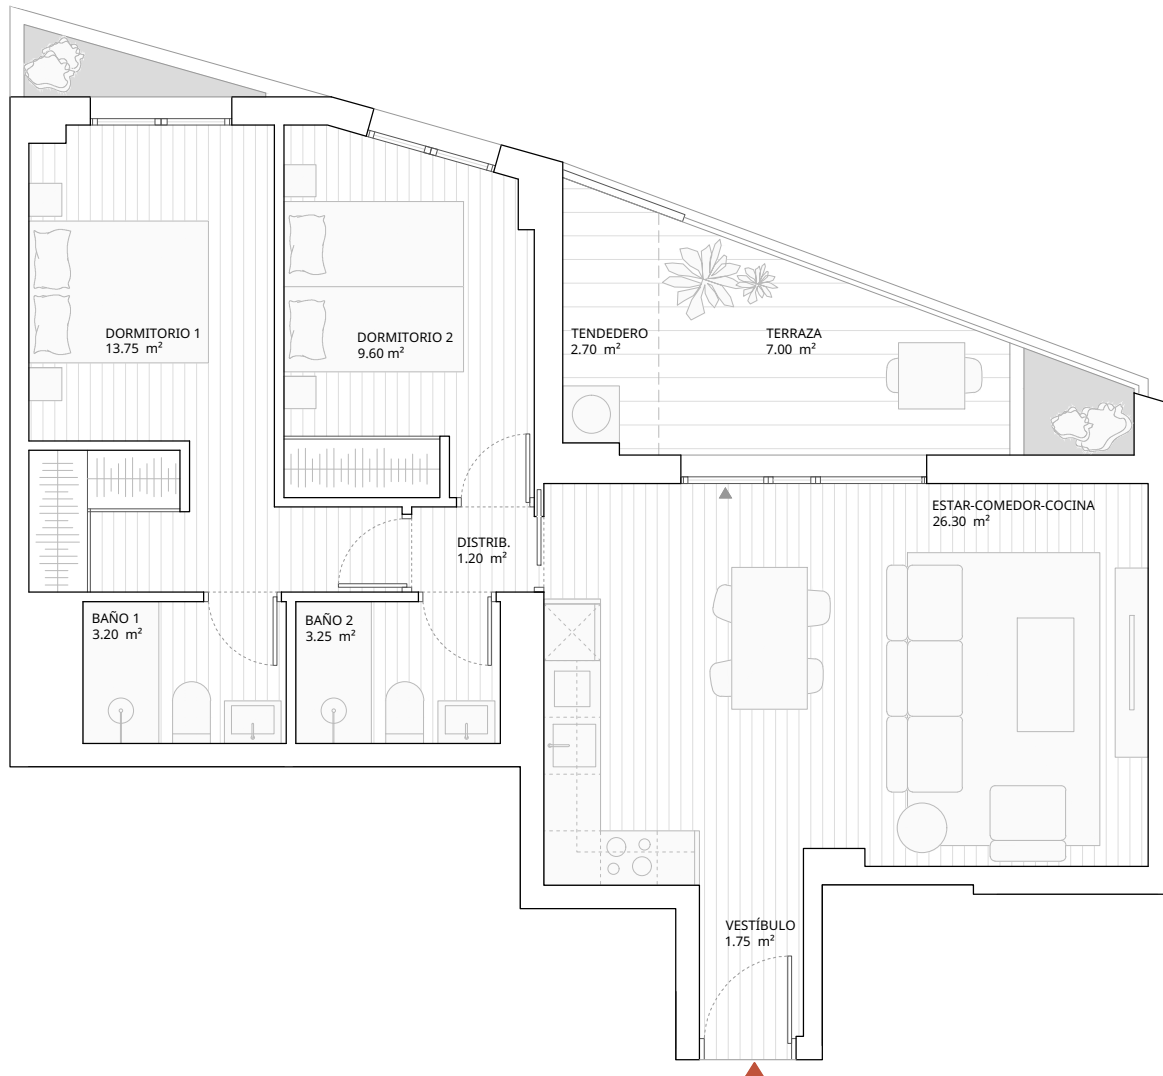 DORMITORIO 1
13.75 m²
DORMITORIO 2
9.60 m²
TENDEDERO
2.70 m²
TERRAZA
7.00 m²
ESTAR-COMEDOR-COCINA
26.30 m²
DISTRIB.
1.20 m²
BAÑO 1
3.20 m²
BAÑO 2
3.25 m²
VESTÍBULO
1.75 m²